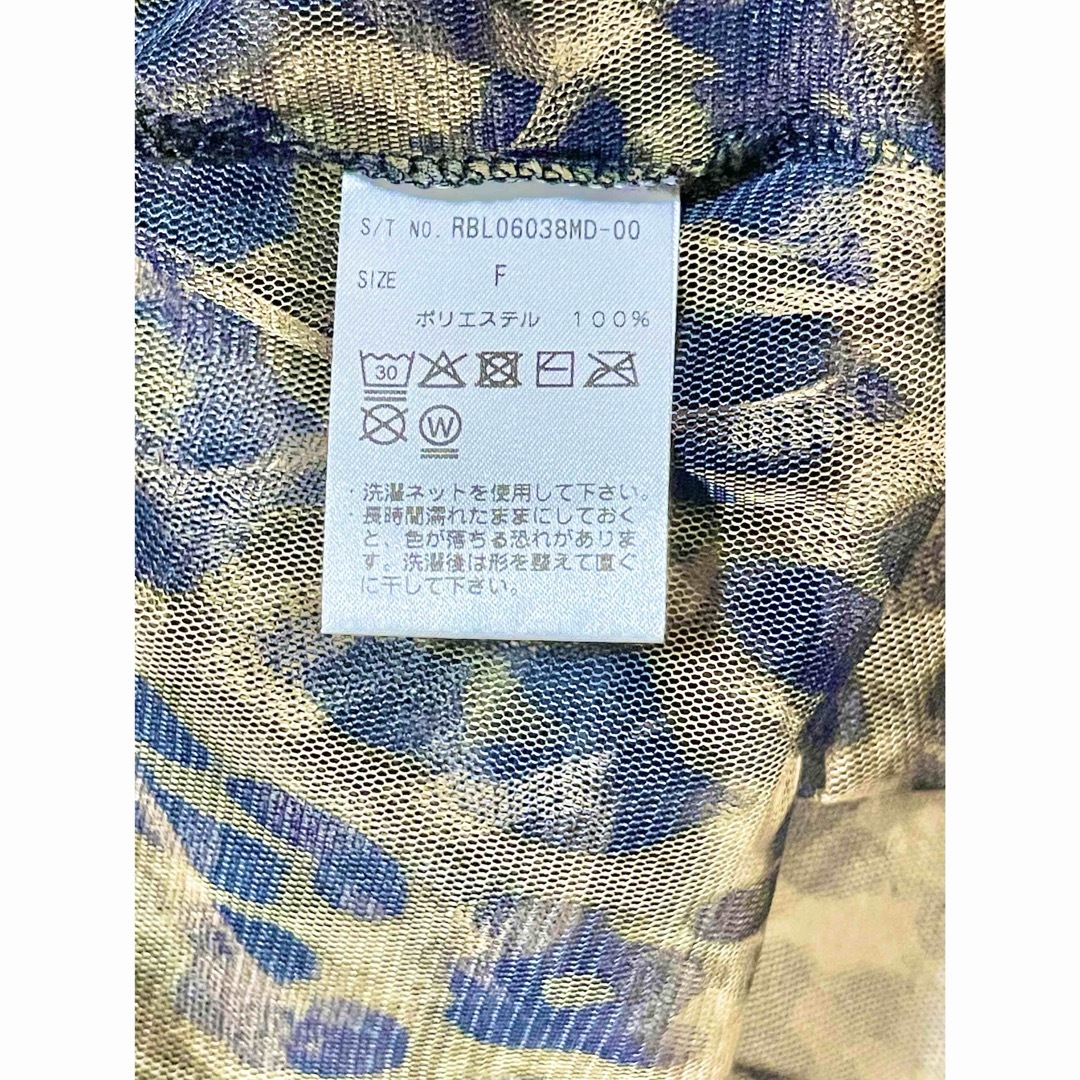 S/T NO. RBL06038MD-00
SIZE F
ポリエステル 100%
30
W
・洗濯ネットを使用して下さい。
・長時間濡れたままにしておく
と、色が落ちる恐れがありま
す。洗濯後は形を整えて直ぐ
に干して下さい。